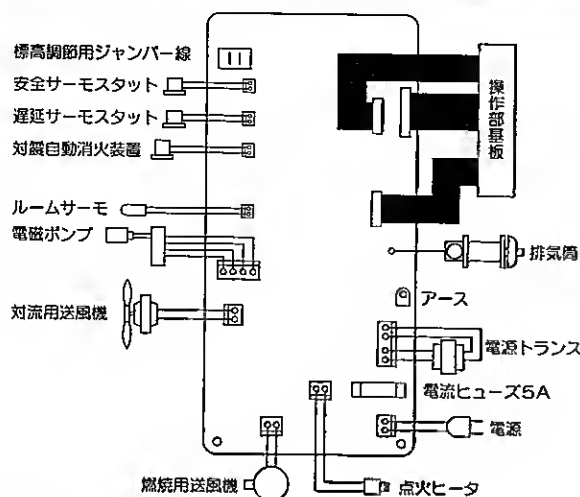 標高調節用ジャンパー線
安全サーモスタット
遅延サーモスタット
対震自動消火装置
ルームサーモ
電磁ポンプ
対流用送風機
燃焼用送風機
操作部基板
排気筒
アース
電源トランス
電流ヒューズ5A
電源
点火ヒータ